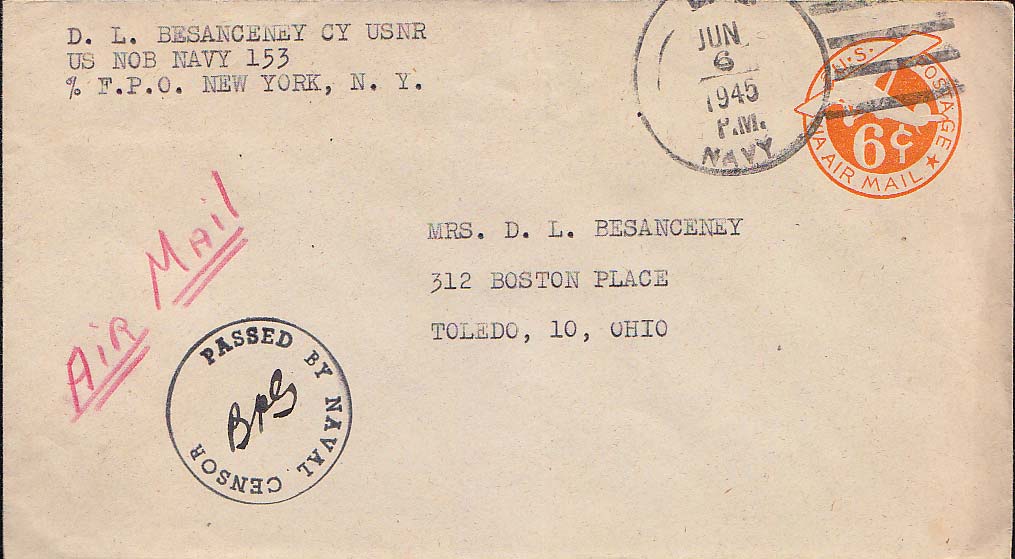 D. L. BESANCENEY CY USNR
US NOB NAVY 153
% F.P.O. NEW YORK, N. Y.
JUN
6
1945
P.M.
NAVY
U.S. POSTAGE
6¢
VIA AIR MAIL
AIR MAIL
MRS. D. L. BESANCENEY
312 BOSTON PLACE
TOLEDO, 10, OHIO
PASSED BY NAVAL CENSOR